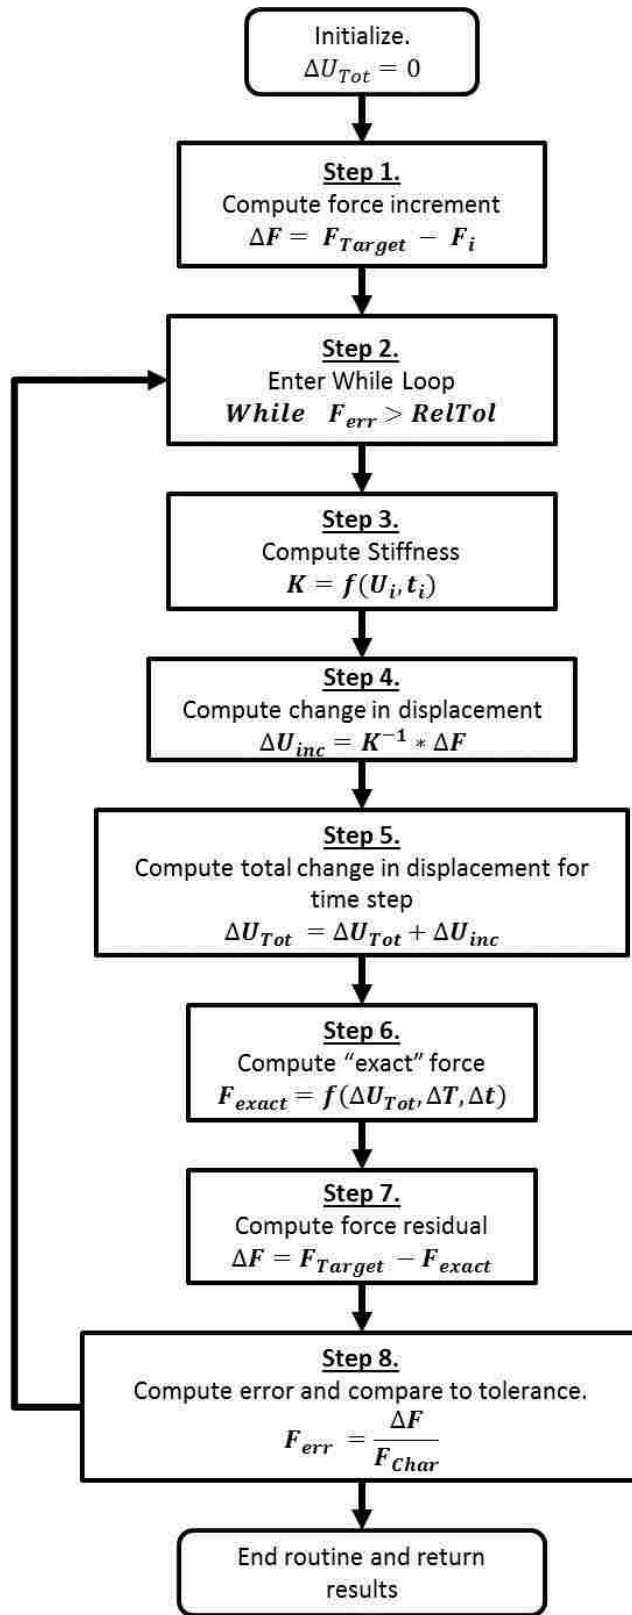 Initialize.
ΔU_Tot = 0
Step 1.
Compute force increment
ΔF = F_Target − F_i
Step 2.
Enter While Loop
While F_err > RelTol
Step 3.
Compute Stiffness
K = f(U_i, t_i)
Step 4.
Compute change in displacement
ΔU_inc = K^−1 * ΔF
Step 5.
Compute total change in displacement for
time step
ΔU_Tot = ΔU_Tot + ΔU_inc
Step 6.
Compute “exact” force
F_exact = f(ΔU_Tot, ΔT, Δt)
Step 7.
Compute force residual
ΔF = F_Target − F_exact
Step 8.
Compute error and compare to tolerance.
F_err = ΔF / F_Char
End routine and return
results